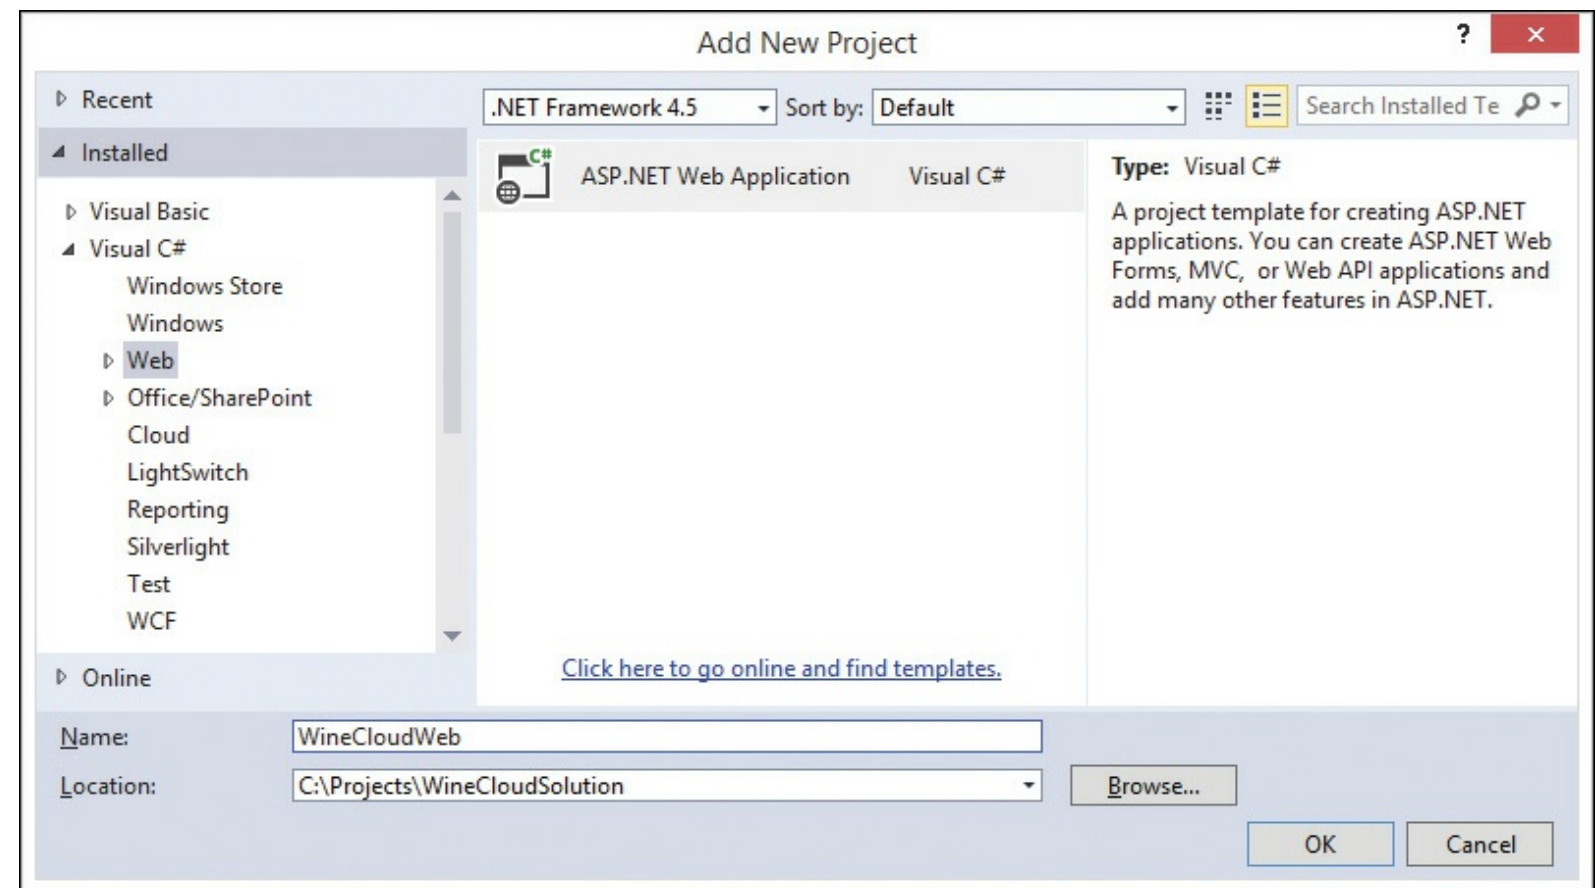 Add New Project
?
Recent
.NET Framework 4.5
Sort by:
Default
Search Installed Te
Installed
Visual Basic
Visual C#
Windows Store
Windows
Web
Office/SharePoint
Cloud
LightSwitch
Reporting
Silverlight
Test
WCF
Online
C#
ASP.NET Web Application Visual C#
Click here to go online and find templates.
Type: Visual C#
A project template for creating ASP.NET
applications. You can create ASP.NET Web
Forms, MVC, or Web API applications and
add many other features in ASP.NET.
Name: WineCloudWeb
Location: C:\Projects\WineCloudSolution
Browse...
OK
Cancel